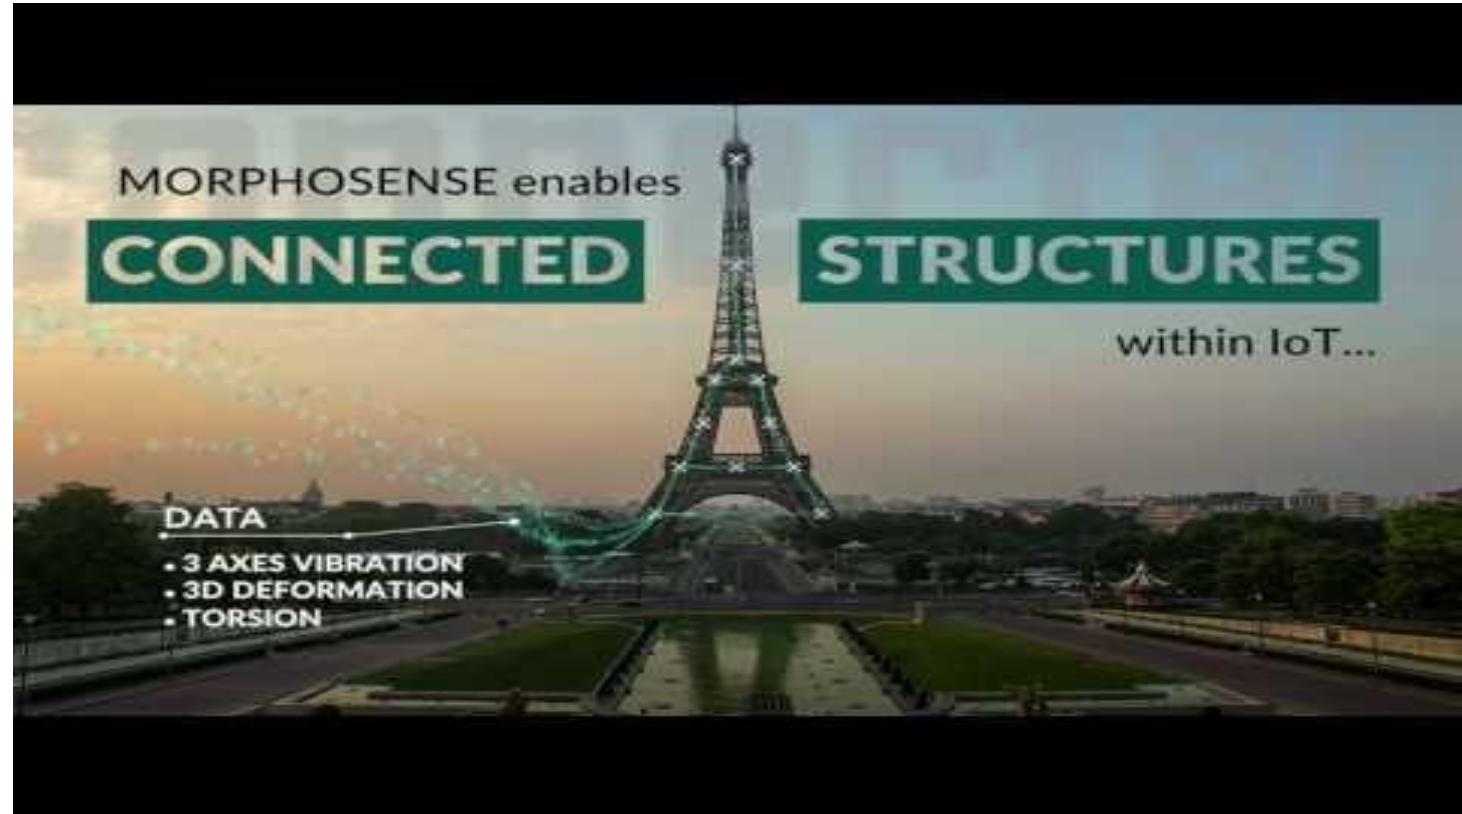 MORPHOSENSE enables
CONNECTED STRUCTURES
within IoT...
DATA
• 3 AXES VIBRATION
• 3D DEFORMATION
• TORSION